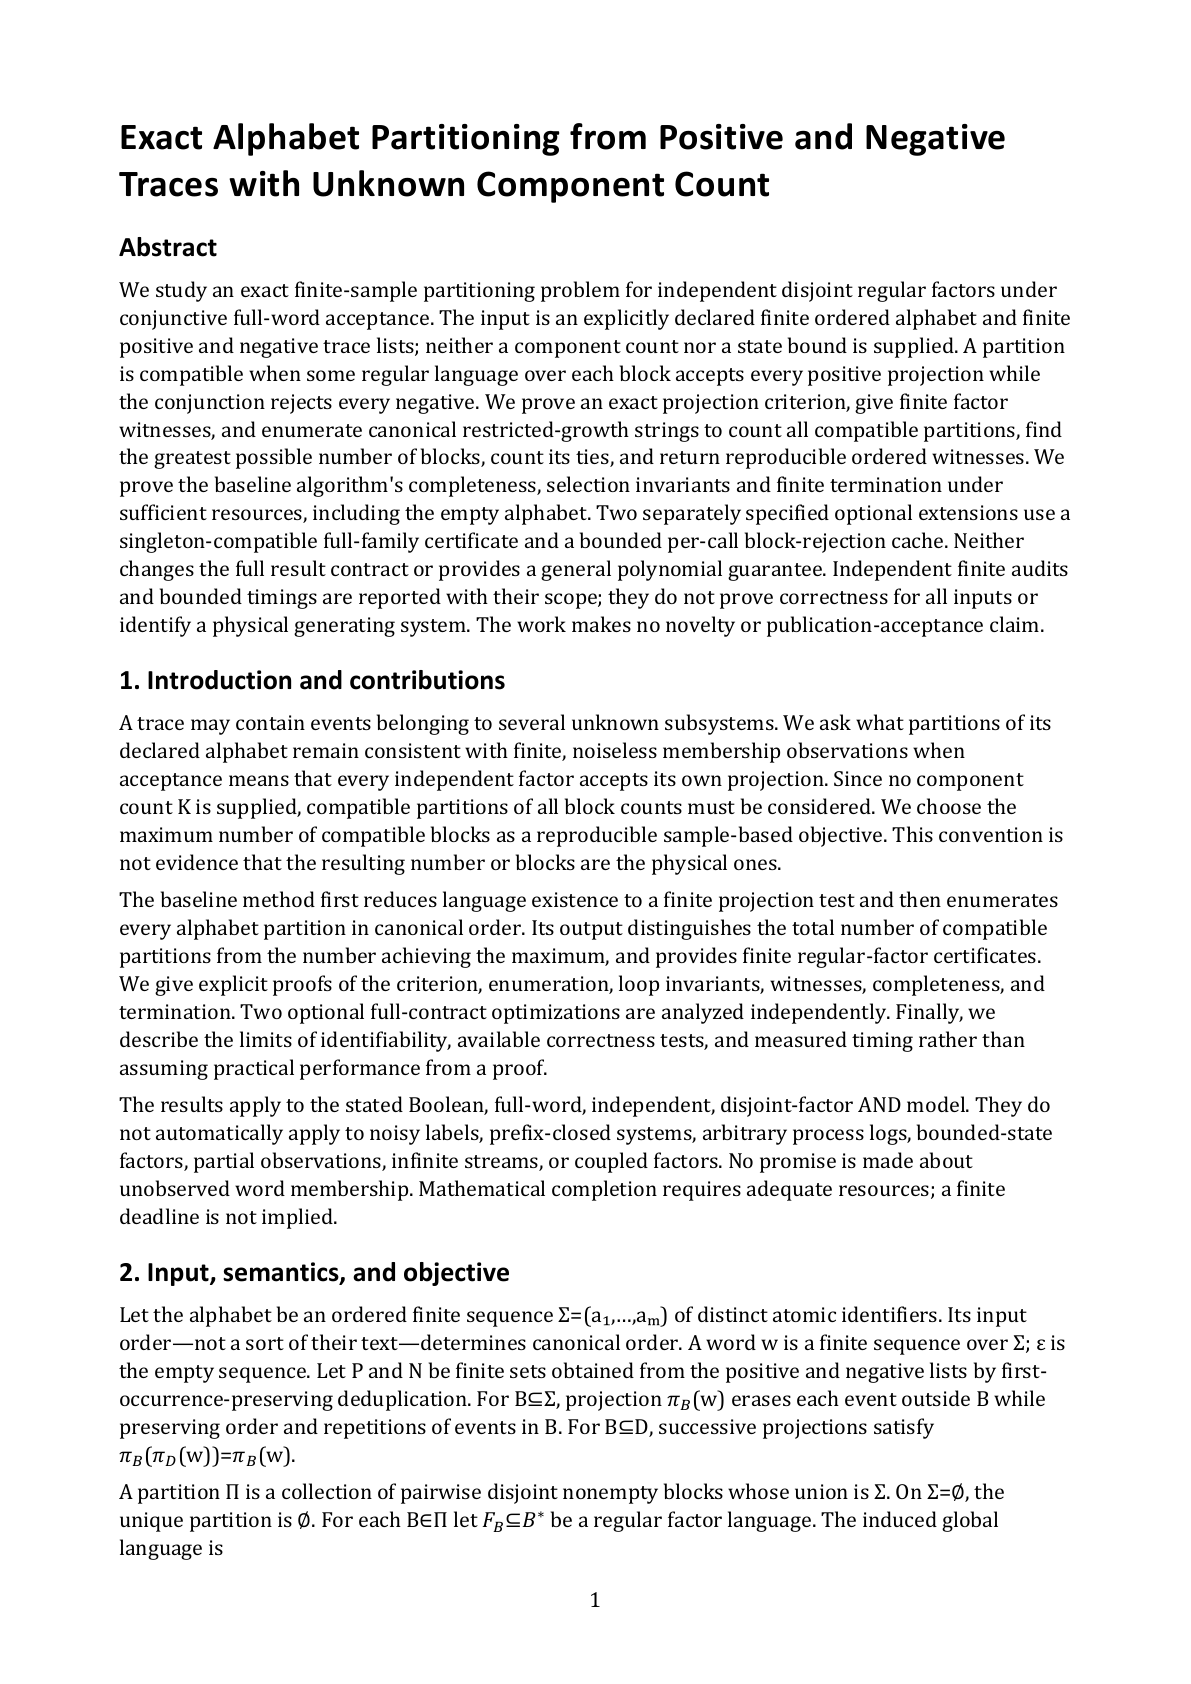 Exact Alphabet Partitioning from Positive and Negative
Traces with Unknown Component Count
Abstract
We study an exact finite-sample partitioning problem for independent disjoint regular factors under
conjunctive full-word acceptance. The input is an explicitly declared finite ordered alphabet and finite
positive and negative trace lists; neither a component count nor a state bound is supplied. A partition
is compatible when some regular language over each block accepts every positive projection while
the conjunction rejects every negative. We prove an exact projection criterion, give finite factor
witnesses, and enumerate canonical restricted-growth strings to count all compatible partitions, find
the greatest possible number of blocks, count its ties, and return reproducible ordered witnesses. We
prove the baseline algorithm's completeness, selection invariants and finite termination under
sufficient resources, including the empty alphabet. Two separately specified optional extensions use a
singleton-compatible full-family certificate and a bounded per-call block-rejection cache. Neither
changes the full result contract or provides a general polynomial guarantee. Independent finite audits
and bounded timings are reported with their scope; they do not prove correctness for all inputs or
identify a physical generating system. The work makes no novelty or publication-acceptance claim.
1. Introduction and contributions
A trace may contain events belonging to several unknown subsystems. We ask what partitions of its
declared alphabet remain consistent with finite, noiseless membership observations when
acceptance means that every independent factor accepts its own projection. Since no component
count K is supplied, compatible partitions of all block counts must be considered. We choose the
maximum number of compatible blocks as a reproducible sample-based objective. This convention is
not evidence that the resulting number or blocks are the physical ones.
The baseline method first reduces language existence to a finite projection test and then enumerates
every alphabet partition in canonical order. Its output distinguishes the total number of compatible
partitions from the number achieving the maximum, and provides finite regular-factor certificates.
We give explicit proofs of the criterion, enumeration, loop invariants, witnesses, completeness, and
termination. Two optional full-contract optimizations are analyzed independently. Finally, we
describe the limits of identifiability, available correctness tests, and measured timing rather than
assuming practical performance from a proof.
The results apply to the stated Boolean, full-word, independent, disjoint-factor AND model. They do
not automatically apply to noisy labels, prefix-closed systems, arbitrary process logs, bounded-state
factors, partial observations, infinite streams, or coupled factors. No promise is made about
unobserved word membership. Mathematical completion requires adequate resources; a finite
deadline is not implied.
2. Input, semantics, and objective
Let the alphabet be an ordered finite sequence Σ=(a₁,...,aₘ) of distinct atomic identifiers. Its input
order—not a sort of their text—determines canonical order. A word w is a finite sequence over Σ; ε is
the empty sequence. Let P and N be finite sets obtained from the positive and negative lists by first-
occurrence-preserving deduplication. For B⊆Σ, projection π_B(w) erases each event outside B while
preserving order and repetitions of events in B. For B⊆D, successive projections satisfy
π_B(π_D(w))=π_B(w).
A partition Π is a collection of pairwise disjoint nonempty blocks whose union is Σ. On Σ=∅, the
unique partition is ∅. For each B∈Π let F_B⊆B* be a regular factor language. The induced global
language is
1